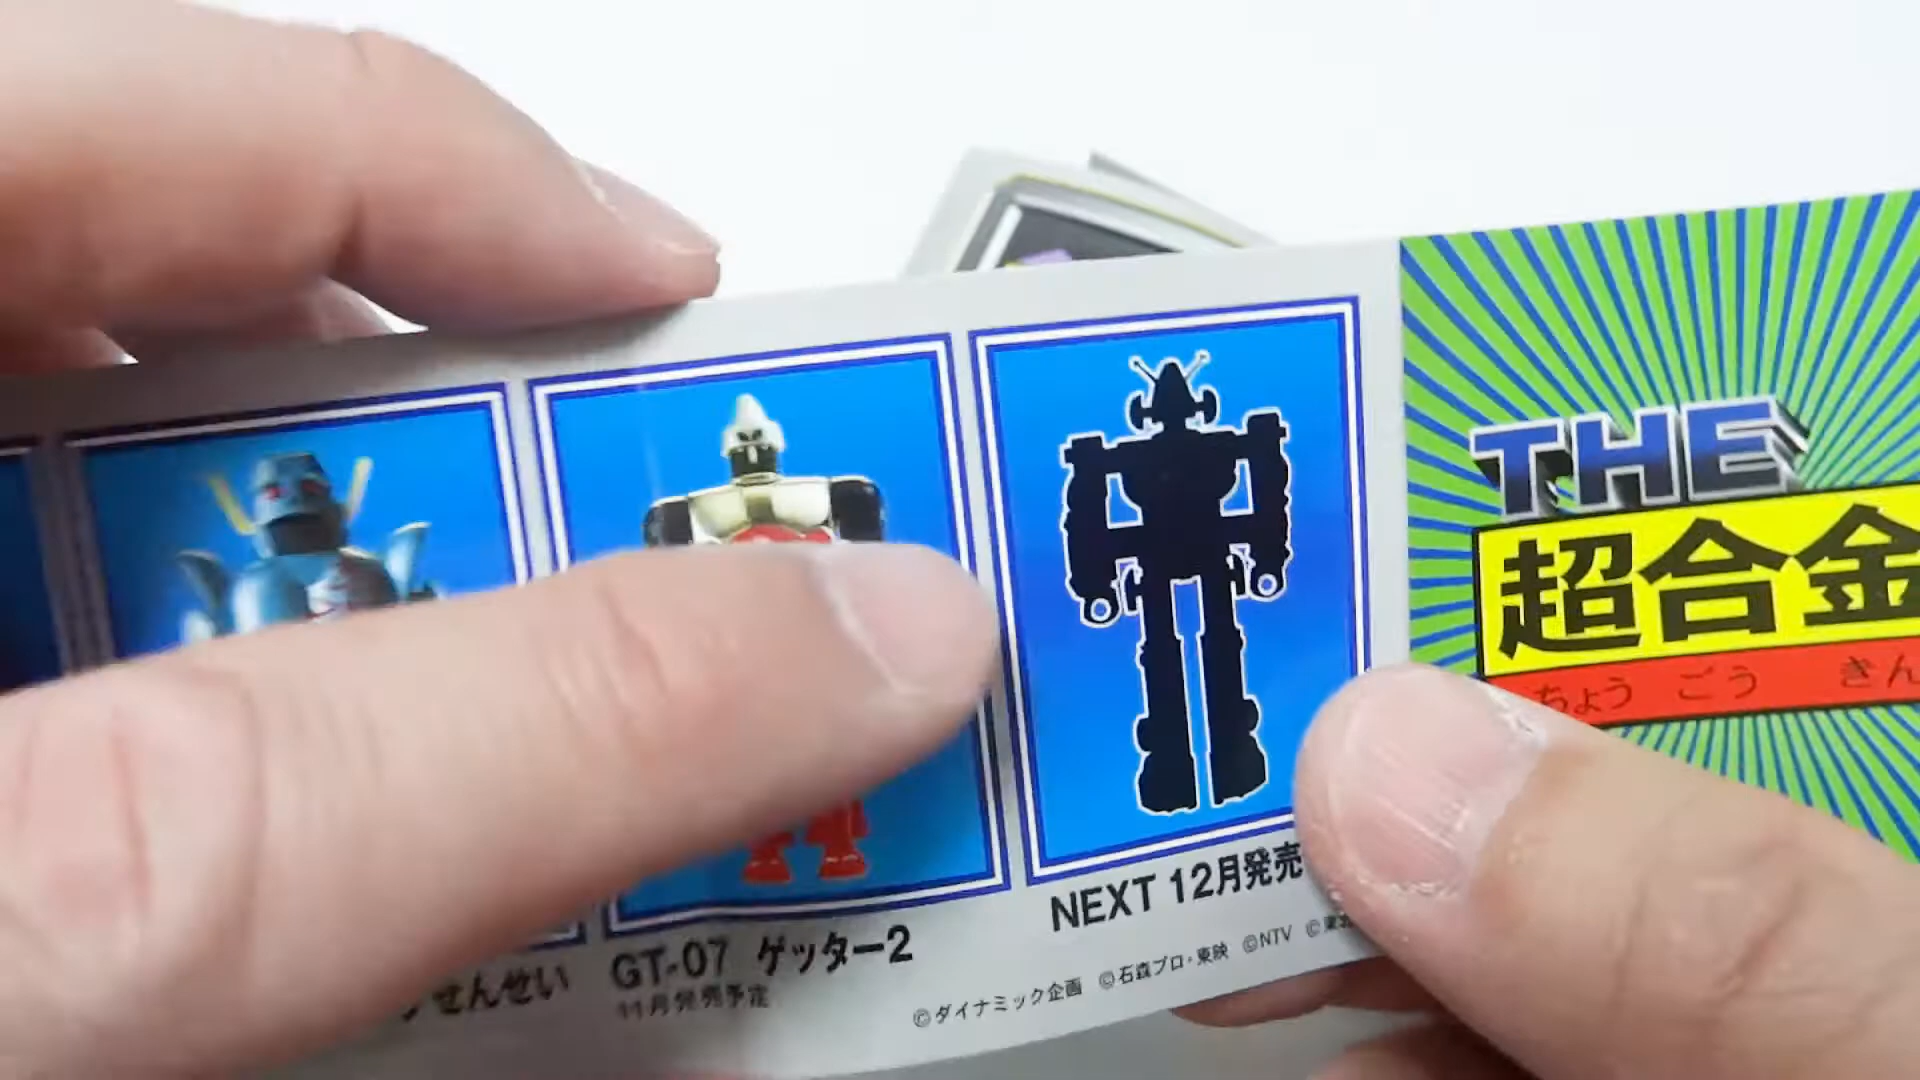 せんせい
GT-07 ゲッター2
11月発売予定
NEXT 12月発売
©ダイナミック企画 ©石森プロ・東映 ©NTV ©東北
THE
超合金
ちょうごうきん